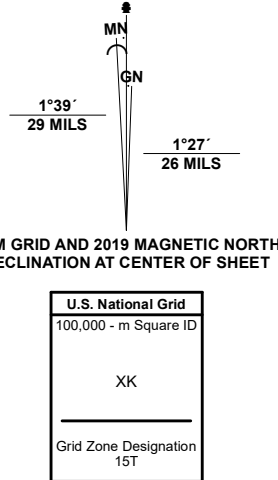 MN
GN
1°39´
29 MILS
1°27´
26 MILS
M GRID AND 2019 MAGNETIC NORTH
ECLINATION AT CENTER OF SHEET
U.S. National Grid
100,000 - m Square ID
XK
Grid Zone Designation
15T